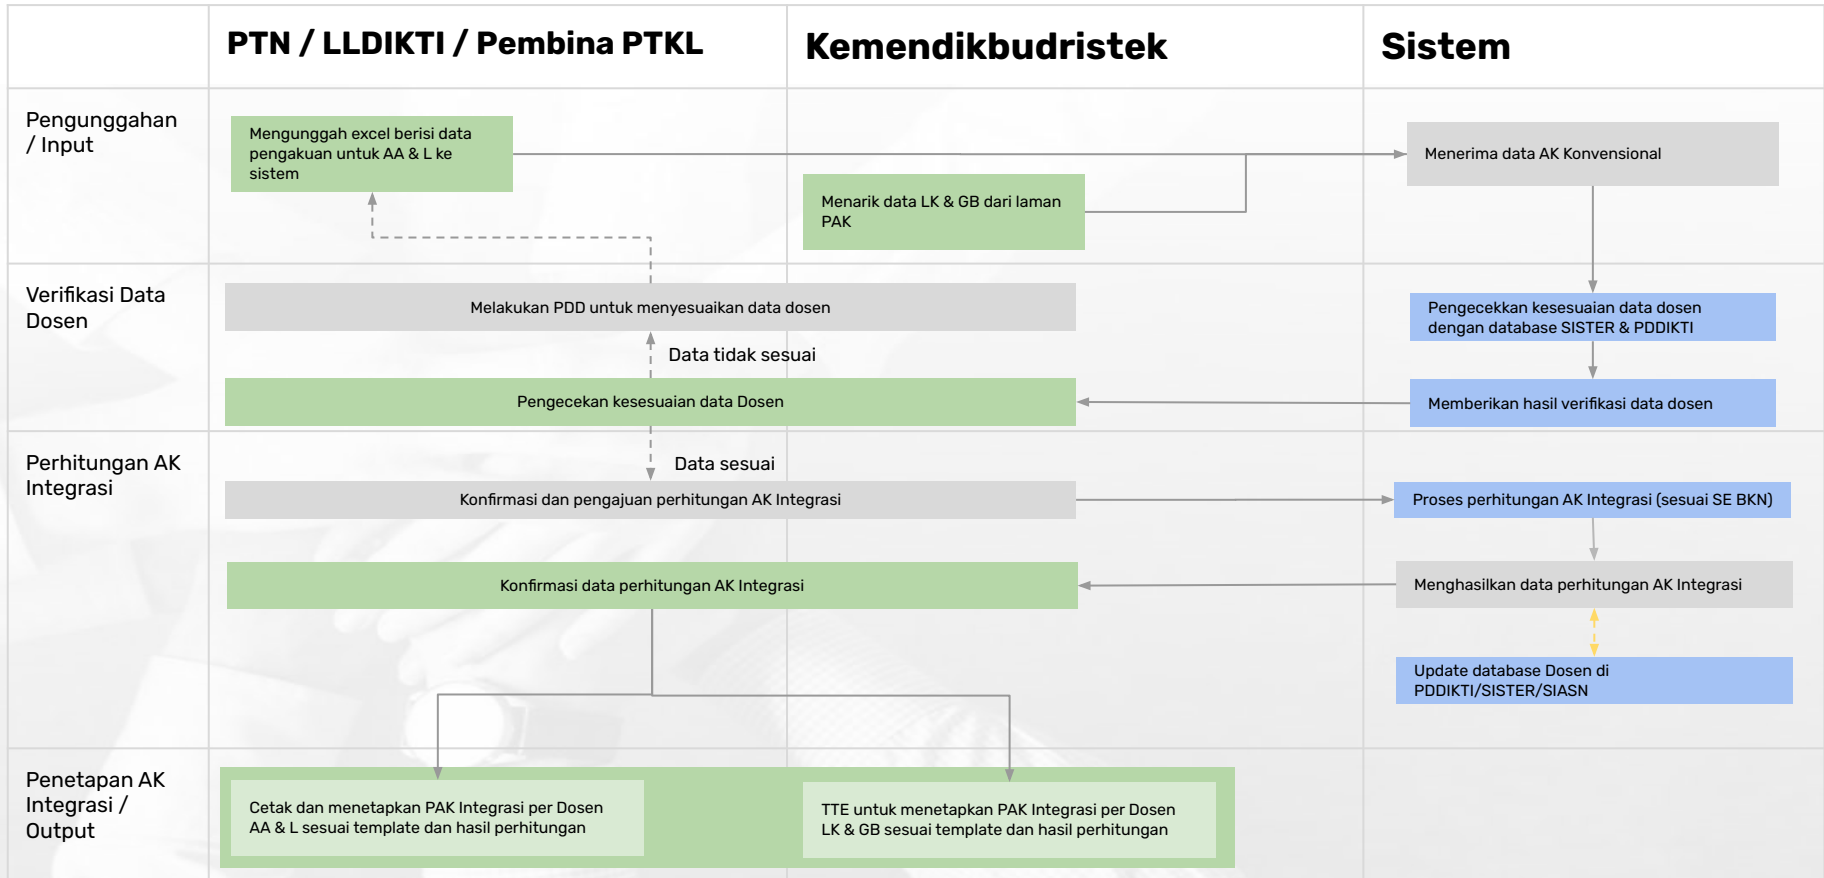 PTN / LLDIKTI / Pembina PTKL
Kemendikbudristek
Sistem
Pengunggahan
/ Input
Mengunggah excel berisi data
pengakuan untuk AA & L ke
sistem
Menarik data LK & GB dari laman
PAK
Menerima data AK Konvensional
Verifikasi Data
Dosen
Melakukan PDD untuk menyesuaikan data dosen
Pengecekkan kesesuaian data dosen
dengan database SISTER & PDDIKTI
Data tidak sesuai
Pengecekan kesesuaian data Dosen
Memberikan hasil verifikasi data dosen
Perhitungan AK
Integrasi
Data sesuai
Konfirmasi dan pengajuan perhitungan AK Integrasi
Proses perhitungan AK Integrasi (sesuai SE BKN)
Konfirmasi data perhitungan AK Integrasi
Menghasilkan data perhitungan AK Integrasi
Update database Dosen di
PDDIKTI/SISTER/SIASN
Penetapan AK
Integrasi /
Output
Cetak dan menetapkan PAK Integrasi per Dosen
AA & L sesuai template dan hasil perhitungan
TTE untuk menetapkan PAK Integrasi per Dosen
LK & GB sesuai template dan hasil perhitungan